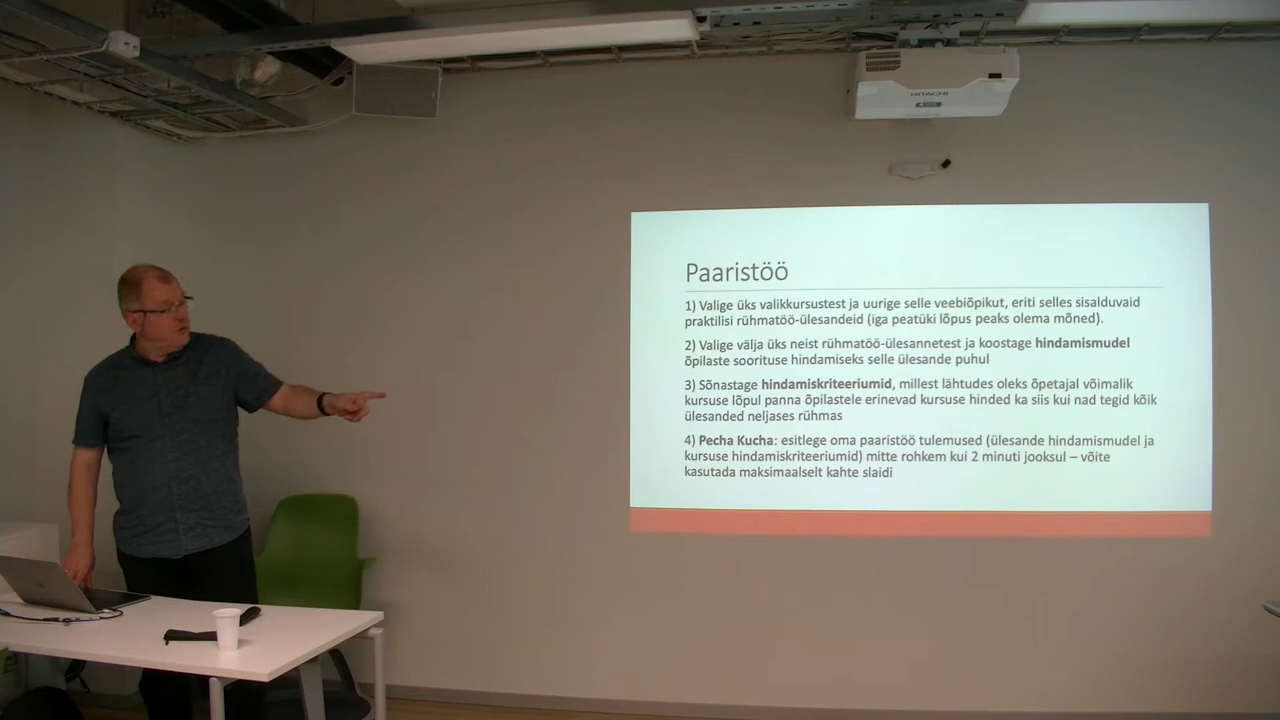 HITACHI
Paaristöö
1) Valige üks valikkursustest ja uurige selle veebiõpikut, eriti selles sisalduvaid
praktilisi rühmatöö-ülesandeid (iga peatüki lõpus peaks olema mõned).
2) Valige välja üks neist rühmatöö-ülesannetest ja koostage hindamismudel
õpilaste soorituse hindamiseks selle ülesande puhul
3) Sõnastage hindamiskriteeriumid, millest lähtudes oleks õpetajal võimalik
kursuse lõpul panna õpilastele erinevad kursuse hinded ka siis kui nad tegid kõik
ülesanded neljases rühmas
4) Pecha Kucha: esitlege oma paaristöö tulemused (ülesande hindamismudel ja
kursuse hindamiskriteeriumid) mitte rohkem kui 2 minuti jooksul – võite
kasutada maksimaalselt kahte slaidi